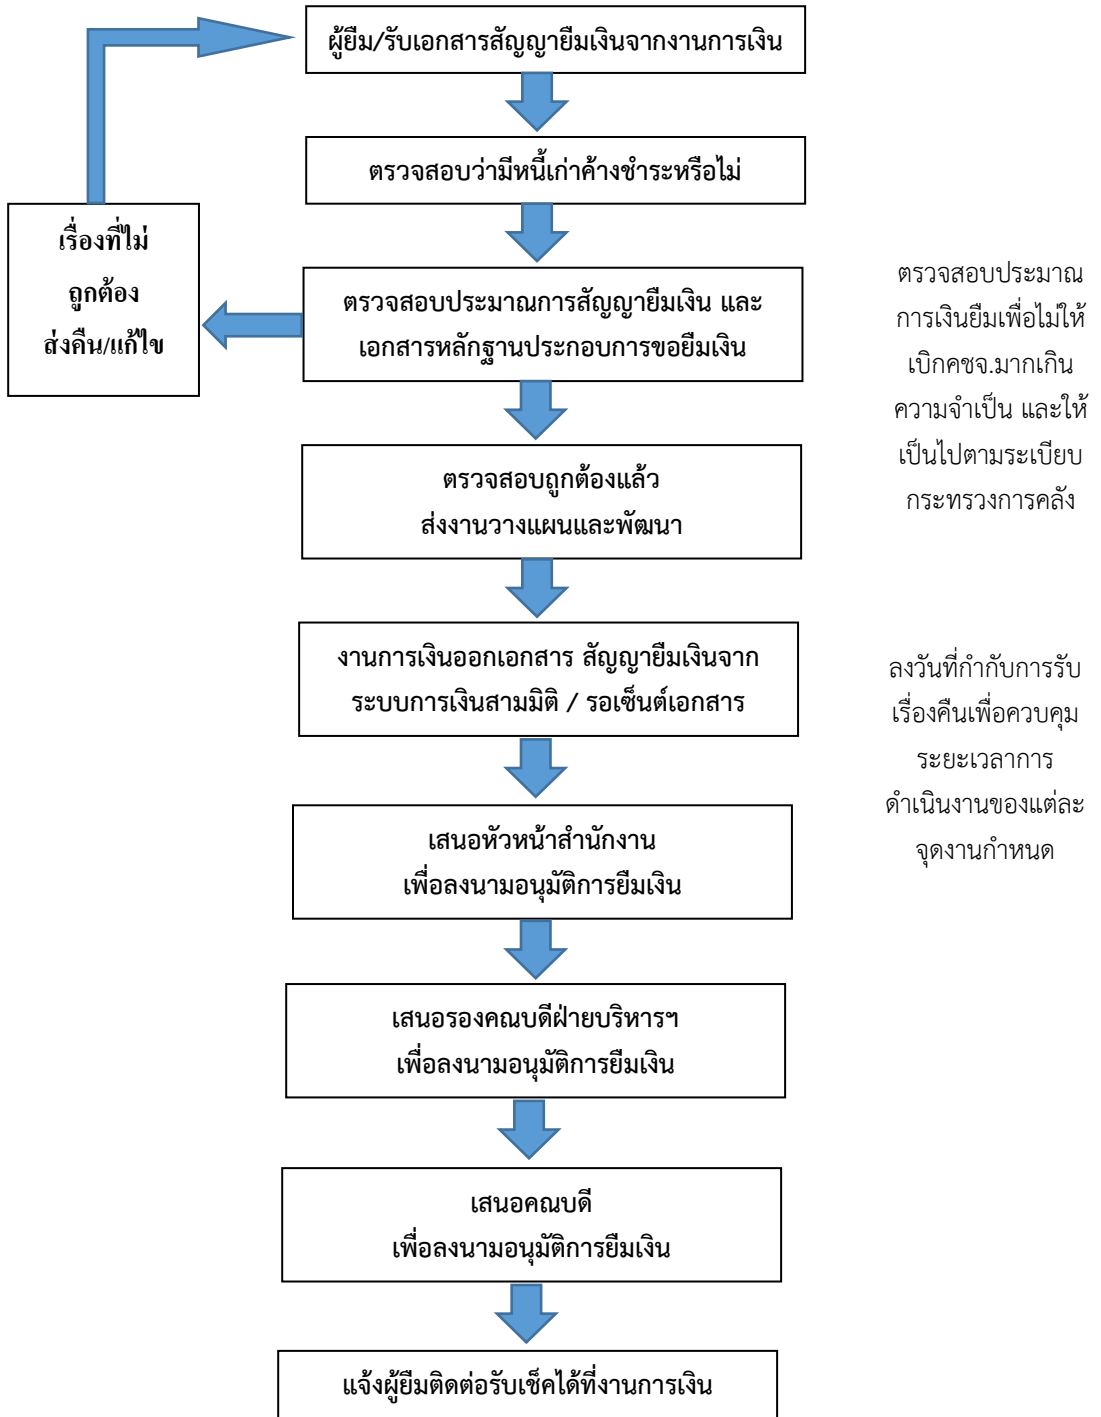 ผู้ยืม/รับเอกสารสัญญายืมเงินจากงานการเงิน
ตรวจสอบว่ามีหนี้เก่าค้างชำระหรือไม่
เรื่องที่ไม่
ถูกต้อง
ส่งคืน/แก้ไข
ตรวจสอบประมาณการสัญญายืมเงิน และ
เอกสารหลักฐานประกอบการขอยืมเงิน
ตรวจสอบประมาณ
การเงินยืมเพื่อไม่ให้
เบิกคชจ.มากเกิน
ความจำเป็น และให้
เป็นไปตามระเบียบ
กระทรวงการคลัง
ตรวจสอบถูกต้องแล้ว
ส่งงานวางแผนและพัฒนา
งานการเงินออกเอกสาร สัญญายืมเงินจาก
ระบบการเงินสามมิติ / รอเซ็นต์เอกสาร
ลงวันที่กำกับการรับ
เรื่องคืนเพื่อควบคุม
ระยะเวลาการ
ดำเนินงานของแต่ละ
จุดงานกำหนด
เสนอหัวหน้าสำนักงาน
เพื่อลงนามอนุมัติการยืมเงิน
เสนอรองคณบดีฝ่ายบริหารฯ
เพื่อลงนามอนุมัติการยืมเงิน
เสนอคณบดี
เพื่อลงนามอนุมัติการยืมเงิน
แจ้งผู้ยืมติดต่อรับเช็คได้ที่งานการเงิน